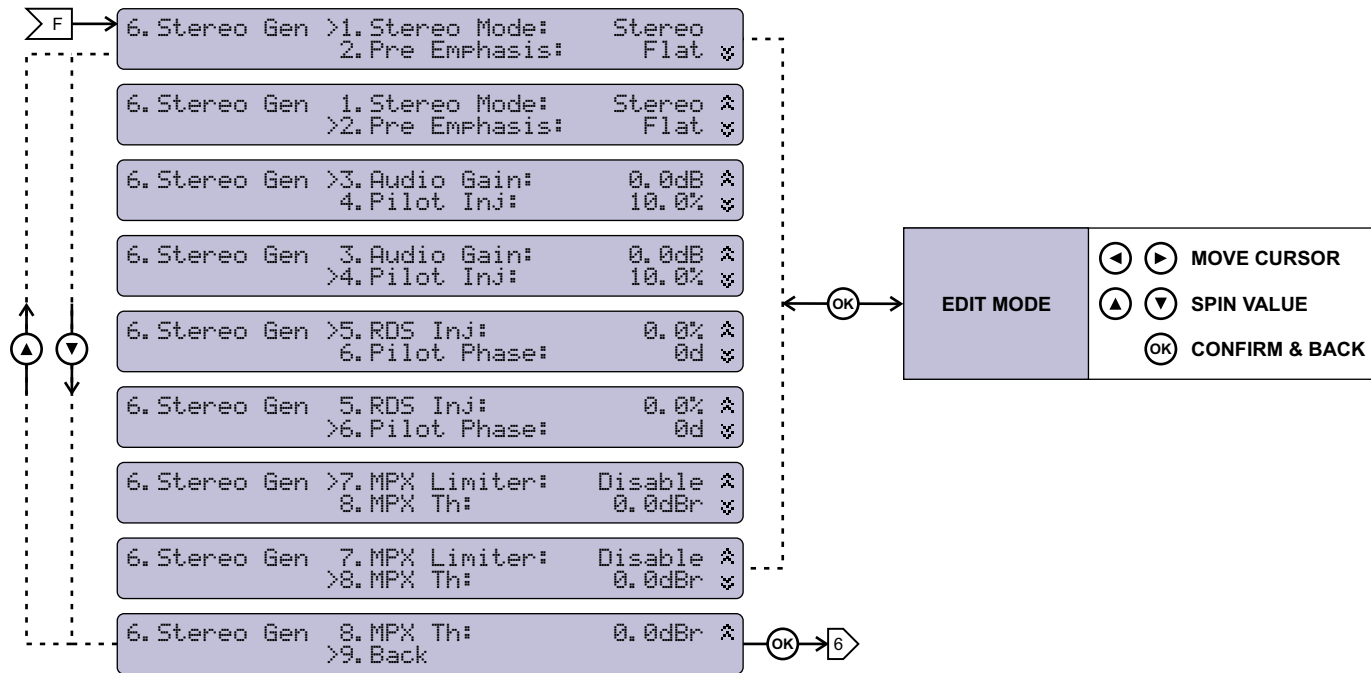 F
6.Stereo Gen >1.Stereo Mode: Stereo
2.Pre Emphasis: Flat
6.Stereo Gen 1.Stereo Mode: Stereo
>2.Pre Emphasis: Flat
6.Stereo Gen >3.Audio Gain: 0.0dB
4.Pilot Inj: 10.0%
6.Stereo Gen 3.Audio Gain: 0.0dB
>4.Pilot Inj: 10.0%
6.Stereo Gen >5.RDS Inj: 0.0%
6.Pilot Phase: 0d
6.Stereo Gen 5.RDS Inj: 0.0%
>6.Pilot Phase: 0d
6.Stereo Gen >7.MPX Limiter: Disable
8.MPX Th: 0.0dBr
6.Stereo Gen 7.MPX Limiter: Disable
>8.MPX Th: 0.0dBr
6.Stereo Gen 8.MPX Th: 0.0dBr
>9.Back
OK
6
OK
EDIT MODE
MOVE CURSOR
SPIN VALUE
OK CONFIRM & BACK